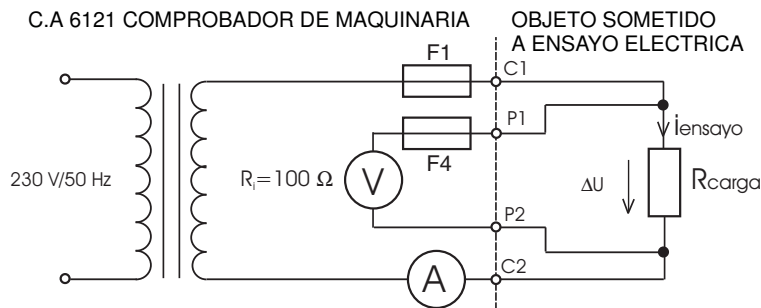 C.A 6121 COMPROBADOR DE MAQUINARIA
OBJETO SOMETIDO
A ENSAYO ELECTRICA
F1
C1
P1
F4
iensayo
230 V/50 Hz
Ri=100 Ω
V
ΔU
Rcarga
P2
A
C2